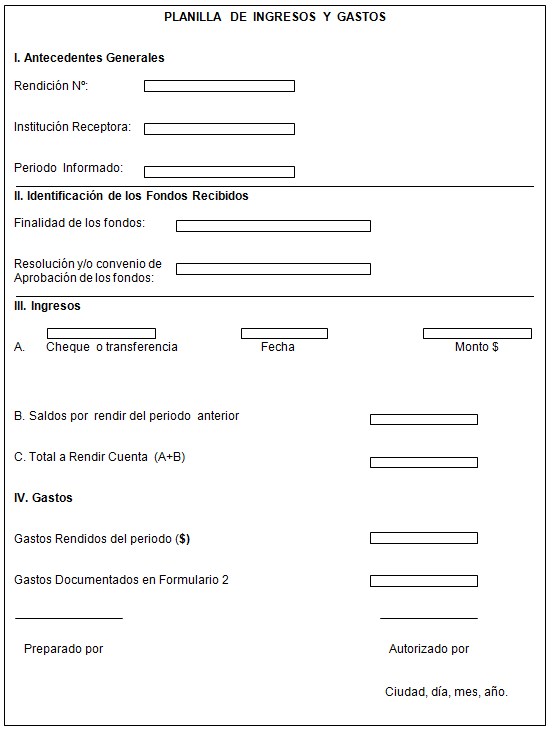 PLANILLA DE INGRESOS Y GASTOS
I. Antecedentes Generales
Rendición Nº:
Institución Receptora:
Periodo Informado:
II. Identificación de los Fondos Recibidos
Finalidad de los fondos:
Resolución y/o convenio de
Aprobación de los fondos:
III. Ingresos
A. Cheque o transferencia Fecha Monto $
B. Saldos por rendir del periodo anterior
C. Total a Rendir Cuenta (A+B)
IV. Gastos
Gastos Rendidos del periodo ($)
Gastos Documentados en Formulario 2
Preparado por Autorizado por
Ciudad, día, mes, año.